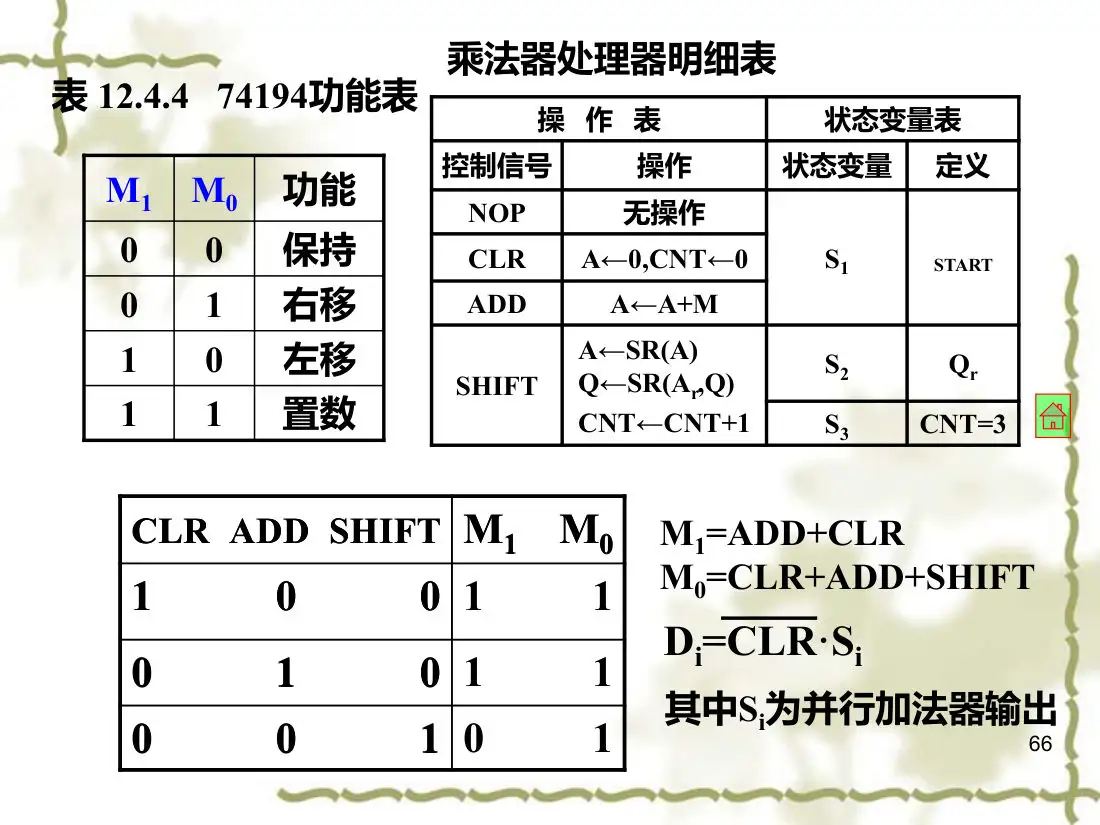 乘法器处理器明细表
表 12.4.4 74194功能表
M1 M0 功能
0 0 保持
0 1 右移
1 0 左移
1 1 置数
操 作 表 状态变量表
控制信号 操作 状态变量 定义
NOP 无操作
CLR A←0,CNT←0 S1 START
ADD A←A+M
SHIFT
A←SR(A)
Q←SR(Ar,Q)
CNT←CNT+1
S2 Qr
S3 CNT=3
CLR ADD SHIFT M1 M0
1 0 0 1 1
0 1 0 1 1
0 0 1 0 1
M1=ADD+CLR
M0=CLR+ADD+SHIFT
Di=C̅L̅R̅·Si
其中Si为并行加法器输出
66